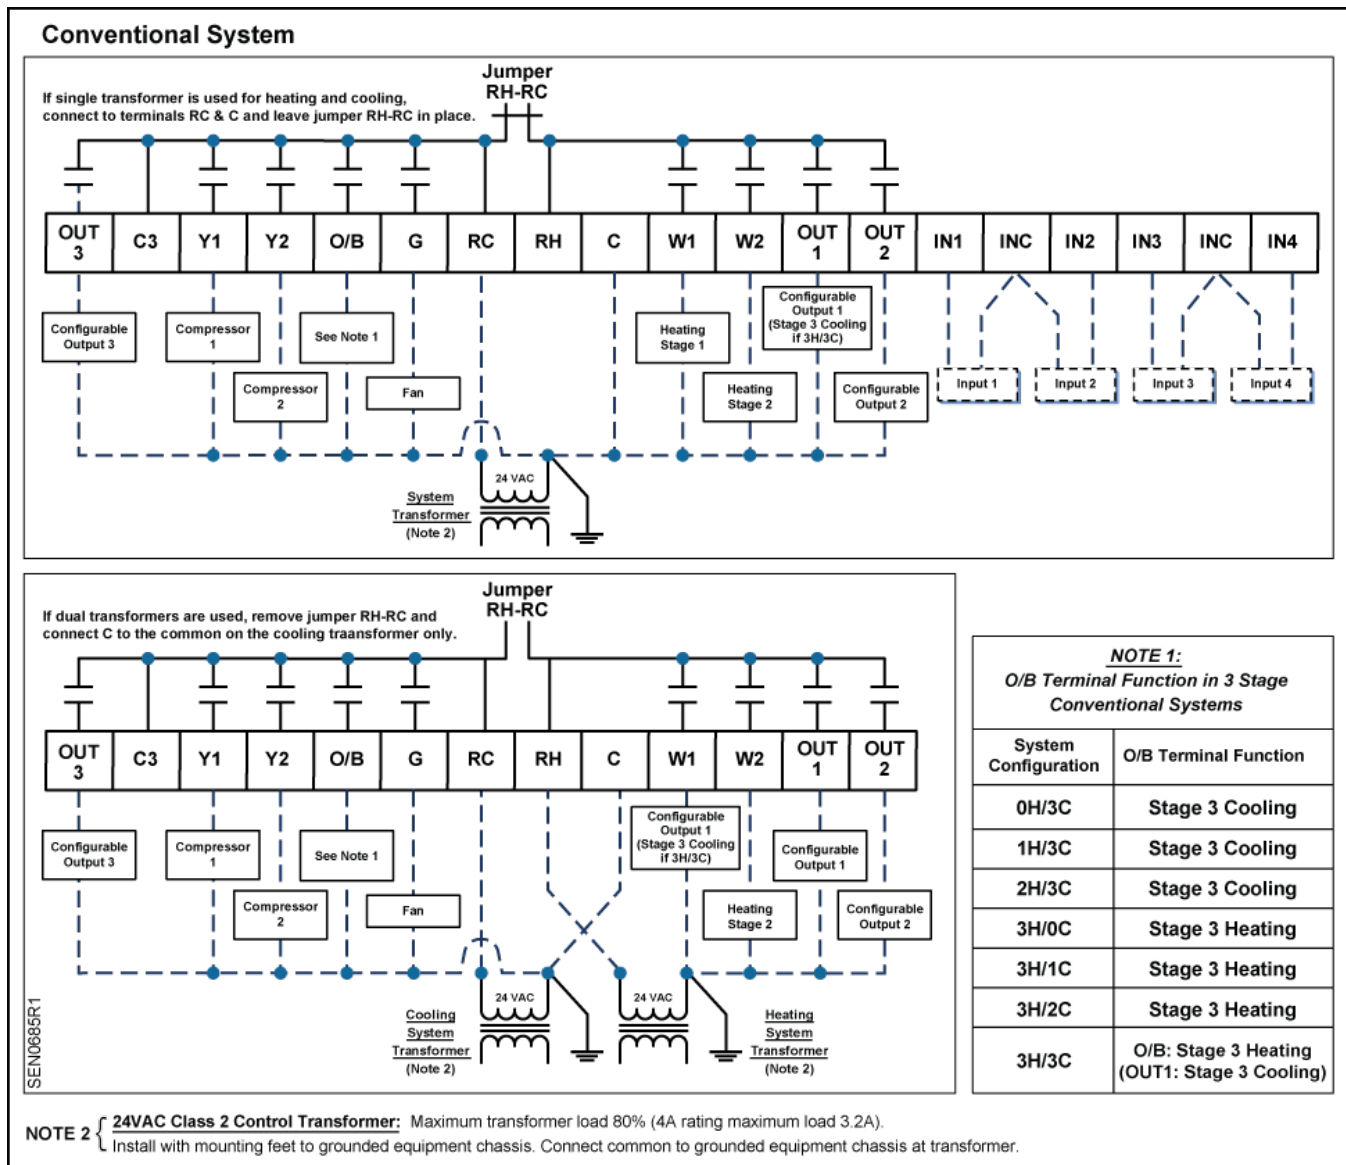 Conventional System
Jumper
RH-RC
If single transformer is used for heating and cooling,
connect to terminals RC & C and leave jumper RH-RC in place.
OUT 3 C3 Y1 Y2 O/B G RC RH C W1 W2 OUT 1 OUT 2 IN1 INC IN2 IN3 INC IN4
Configurable
Output 3
Compressor
1
Compressor
2
See Note 1
Fan
Heating
Stage 1
Heating
Stage 2
Configurable
Output 1
(Stage 3 Cooling
if 3H/3C)
Configurable
Output 2
Input 1
Input 2
Input 3
Input 4
24 VAC
System
Transformer
(Note 2)
Jumper
RH-RC
If dual transformers are used, remove jumper RH-RC and
connect C to the common on the cooling traansformer only.
OUT 3 C3 Y1 Y2 O/B G RC RH C W1 W2 OUT 1 OUT 2
Configurable
Output 3
Compressor
1
Compressor
2
See Note 1
Fan
Configurable
Output 1
(Stage 3 Cooling
if 3H/3C)
Heating
Stage 2
Configurable
Output 1
Configurable
Output 2
24 VAC
24 VAC
Cooling
System
Transformer
(Note 2)
Heating
System
Transformer
(Note 2)
SEN0685R1
NOTE 1:
O/B Terminal Function in 3 Stage
Conventional Systems
System
Configuration
O/B Terminal Function
0H/3C Stage 3 Cooling
1H/3C Stage 3 Cooling
2H/3C Stage 3 Cooling
3H/0C Stage 3 Heating
3H/1C Stage 3 Heating
3H/2C Stage 3 Heating
3H/3C O/B: Stage 3 Heating
(OUT1: Stage 3 Cooling)
NOTE 2
24VAC Class 2 Control Transformer: Maximum transformer load 80% (4A rating maximum load 3.2A).
Install with mounting feet to grounded equipment chassis. Connect common to grounded equipment chassis at transformer.